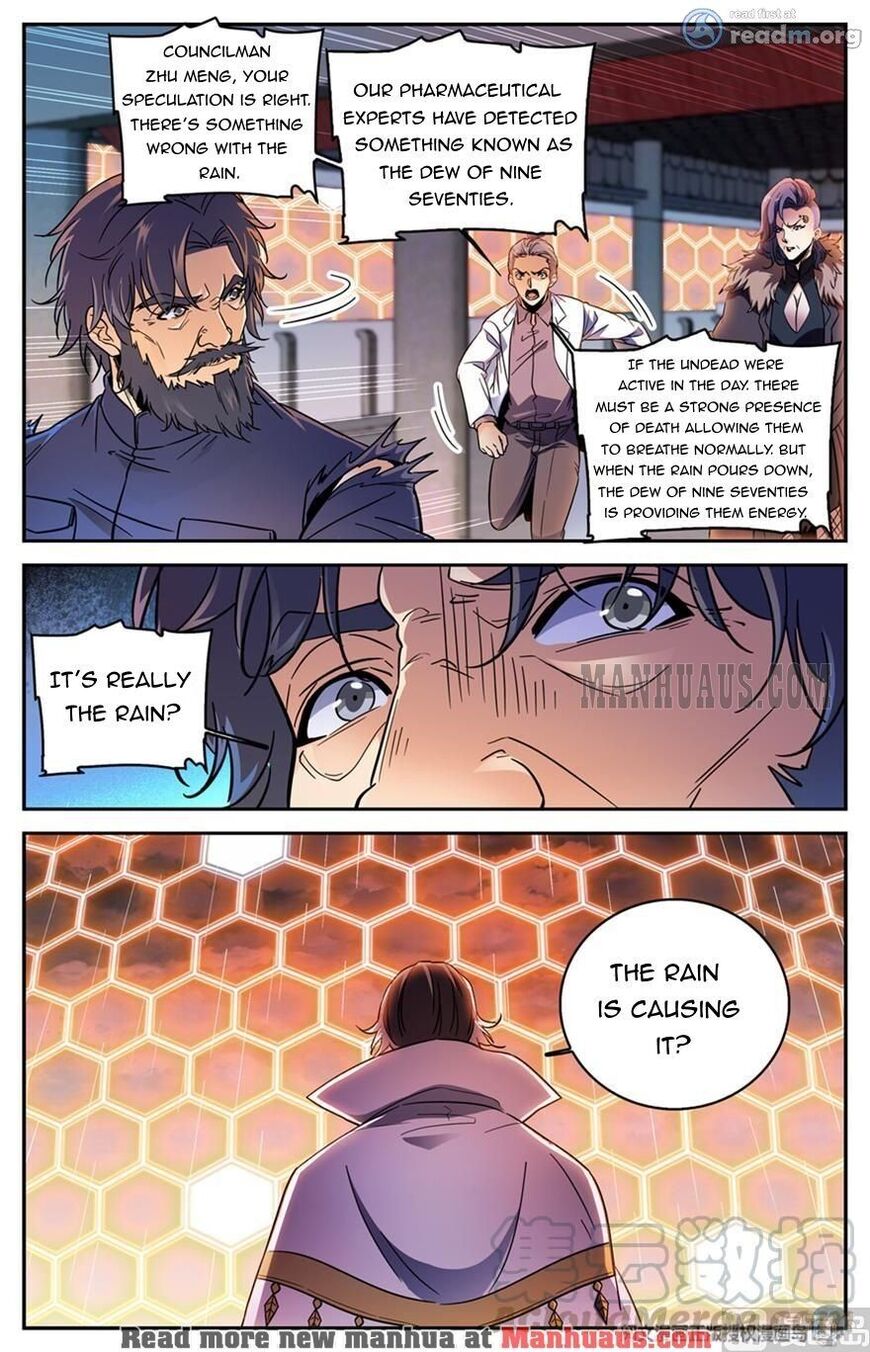 read first at
readm.org
COUNCILMAN
ZHU MENG, YOUR
SPECULATION IS RIGHT.
THERE'S SOMETHING
WRONG WITH THE
RAIN.
OUR PHARMACEUTICAL
EXPERTS HAVE DETECTED
SOMETHING KNOWN AS
THE DEW OF NINE
SEVENTIES.
IF THE UNDEAD WERE
ACTIVE IN THE DAY. THERE
MUST BE A STRONG PRESENCE
OF DEATH ALLOWING THEM
TO BREATHE NORMALLY. BUT
WHEN THE RAIN POURS DOWN,
THE DEW OF NINE SEVENTIES
IS PROVIDING THEM ENERGY.
IT'S REALLY
THE RAIN?
MANHUAUS.COM
THE RAIN
IS CAUSING
IT?
集云数据
Read more new manhua at Manhuaus.com